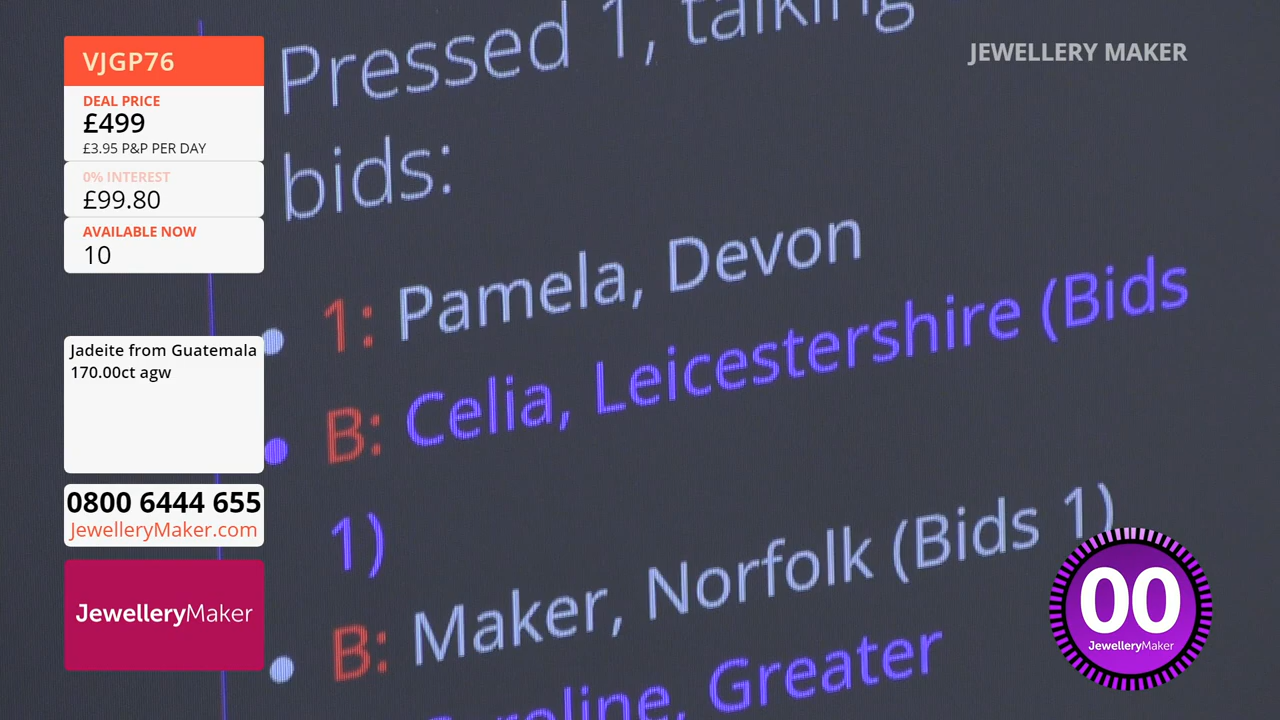 VJGP76
DEAL PRICE
£499
£3.95 P&P PER DAY
0% INTEREST
£99.80
AVAILABLE NOW
10
Jadeite from Guatemala
170.00ct agw
0800 6444 655
JewelleryMaker.com
JewelleryMaker
JEWELLERY MAKER
Pressed 1, talking
bids:
• 1: Pamela, Devon
• B: Celia, Leicestershire (Bids
1)
• B: Maker, Norfolk (Bids 1)
Greater
00
JewelleryMaker